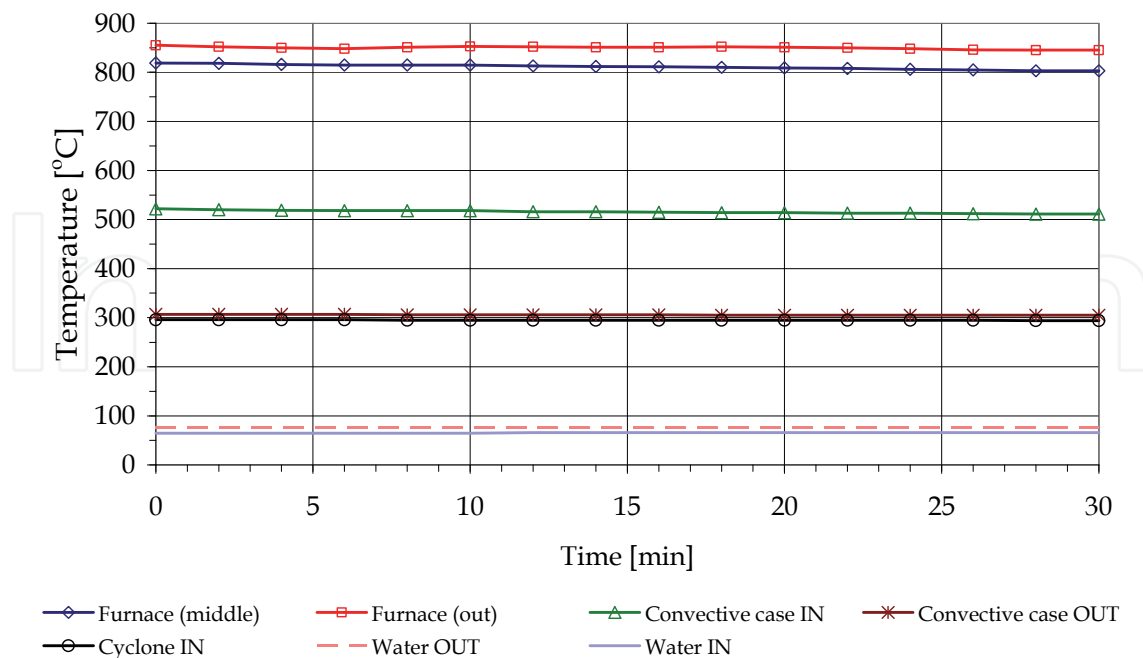 900
800
700
600
500
400
300
200
100
0
Temperature [°C]
0 5 10 15 20 25 30
Time [min]
Furnace (middle) Furnace (out) Convective case IN Convective case OUT
Cyclone IN Water OUT Water IN